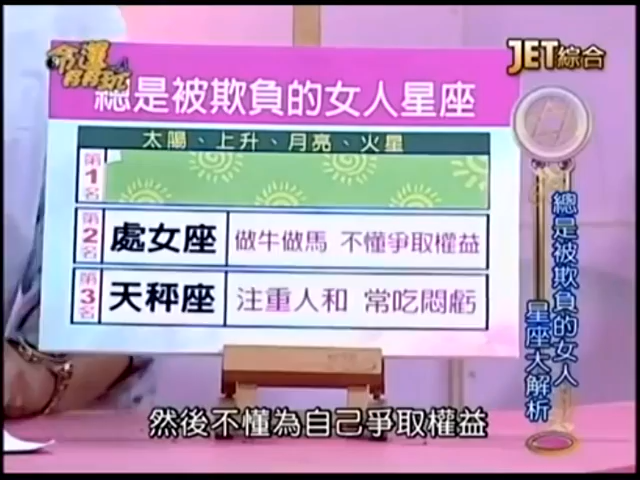 命運好好玩
JET綜合
總是被欺負的女人星座
太陽、上升、月亮、火星
第1名
第2名
處女座
做牛做馬 不懂爭取權益
第3名
天秤座
注重人和 常吃悶虧
總是被欺負的女人
星座大解析
然後不懂為自己爭取權益